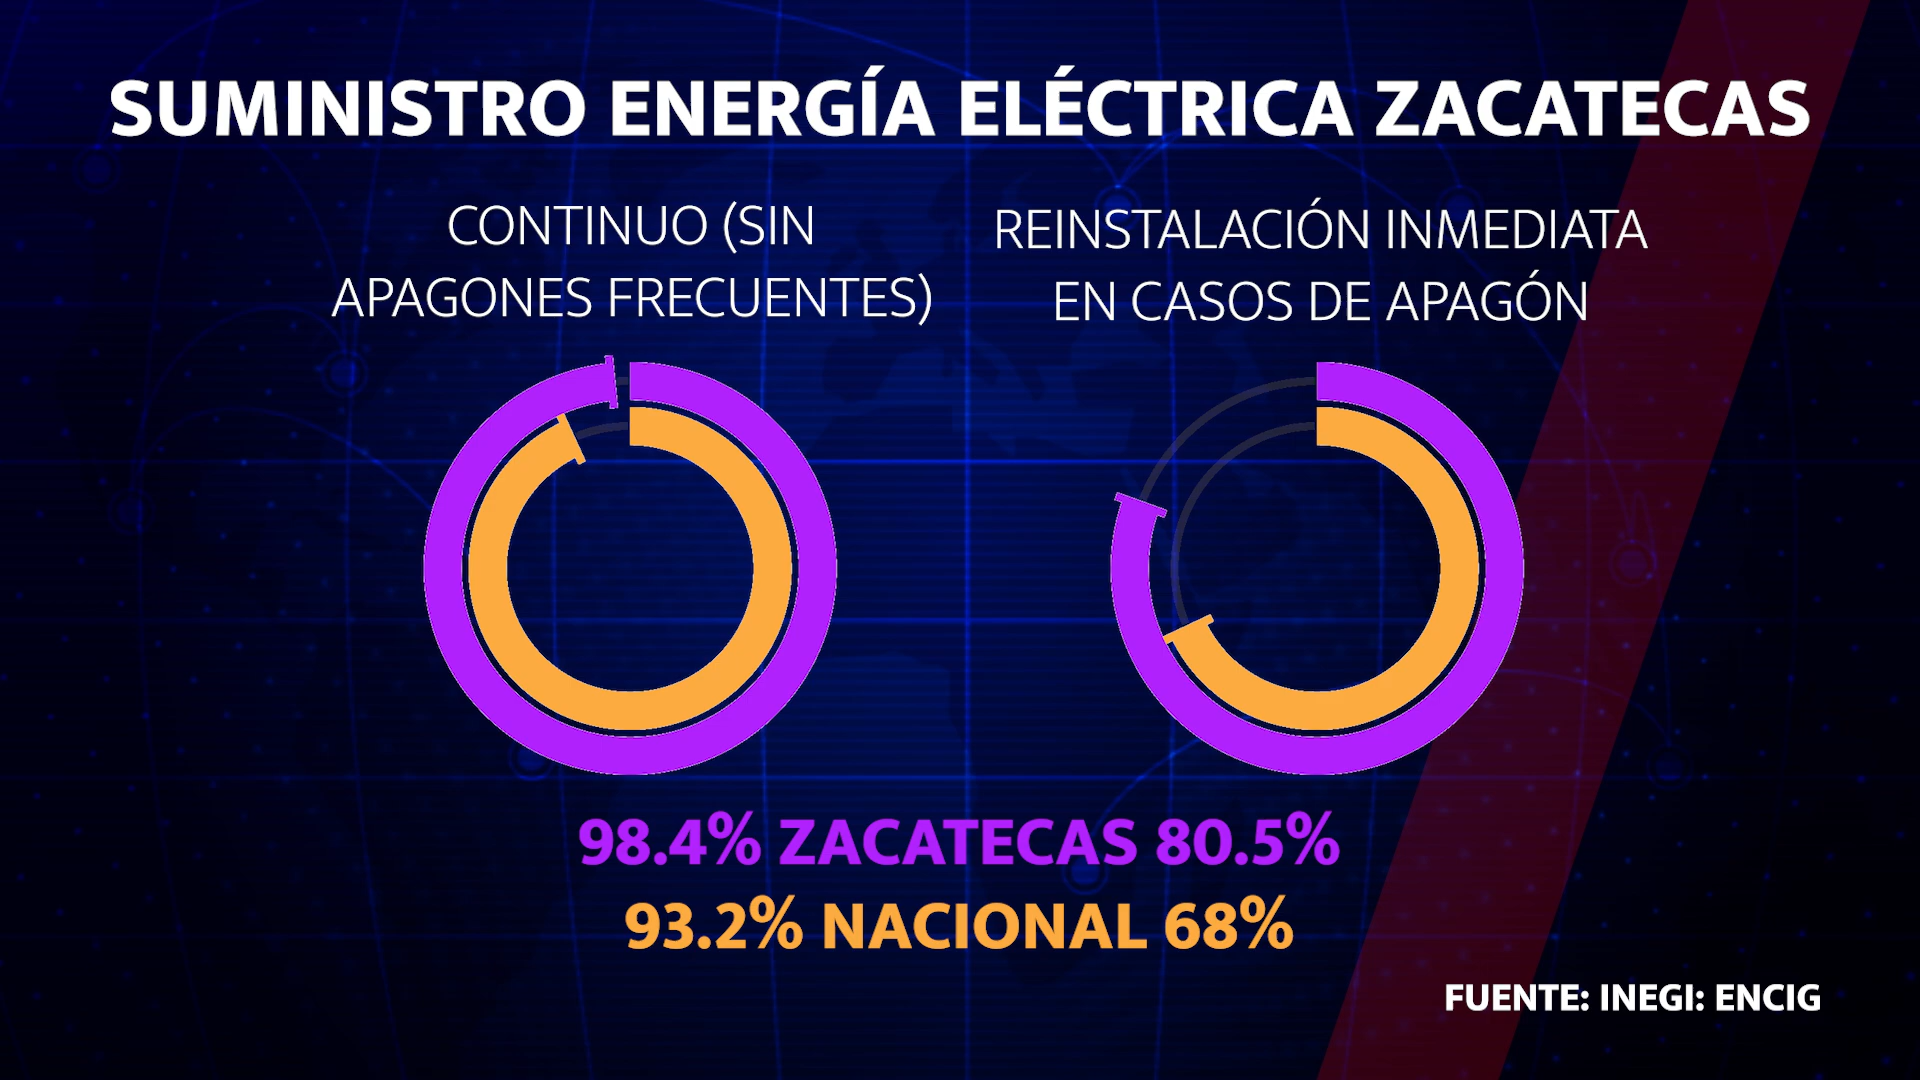 SUMINISTRO ENERGÍA ELÉCTRICA ZACATECAS
CONTINUO (SIN
APAGONES FRECUENTES)
REINSTALACIÓN INMEDIATA
EN CASOS DE APAGÓN
98.4% ZACATECAS 80.5%
93.2% NACIONAL 68%
FUENTE: INEGI: ENCIG